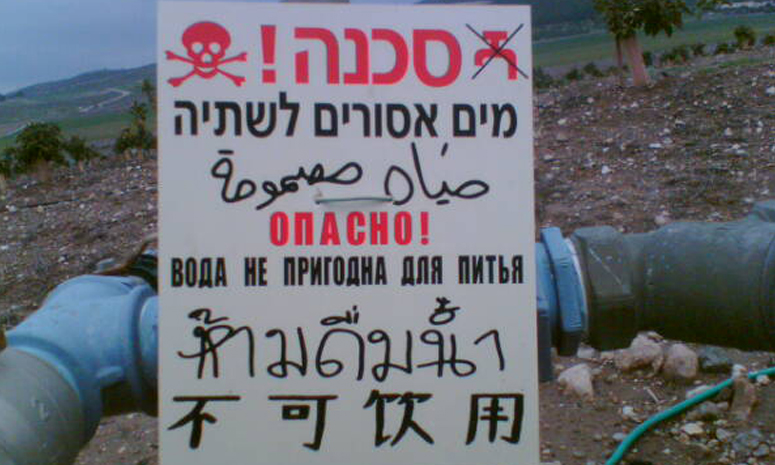 סכנה!
מים אסורים לשתיה
مياه مصمومة
ОПАСНО!
ВОДА НЕ ПРИГОДНА ДЛЯ ПИТЬЯ
ห้ามดื่มน้ำ
不可饮用